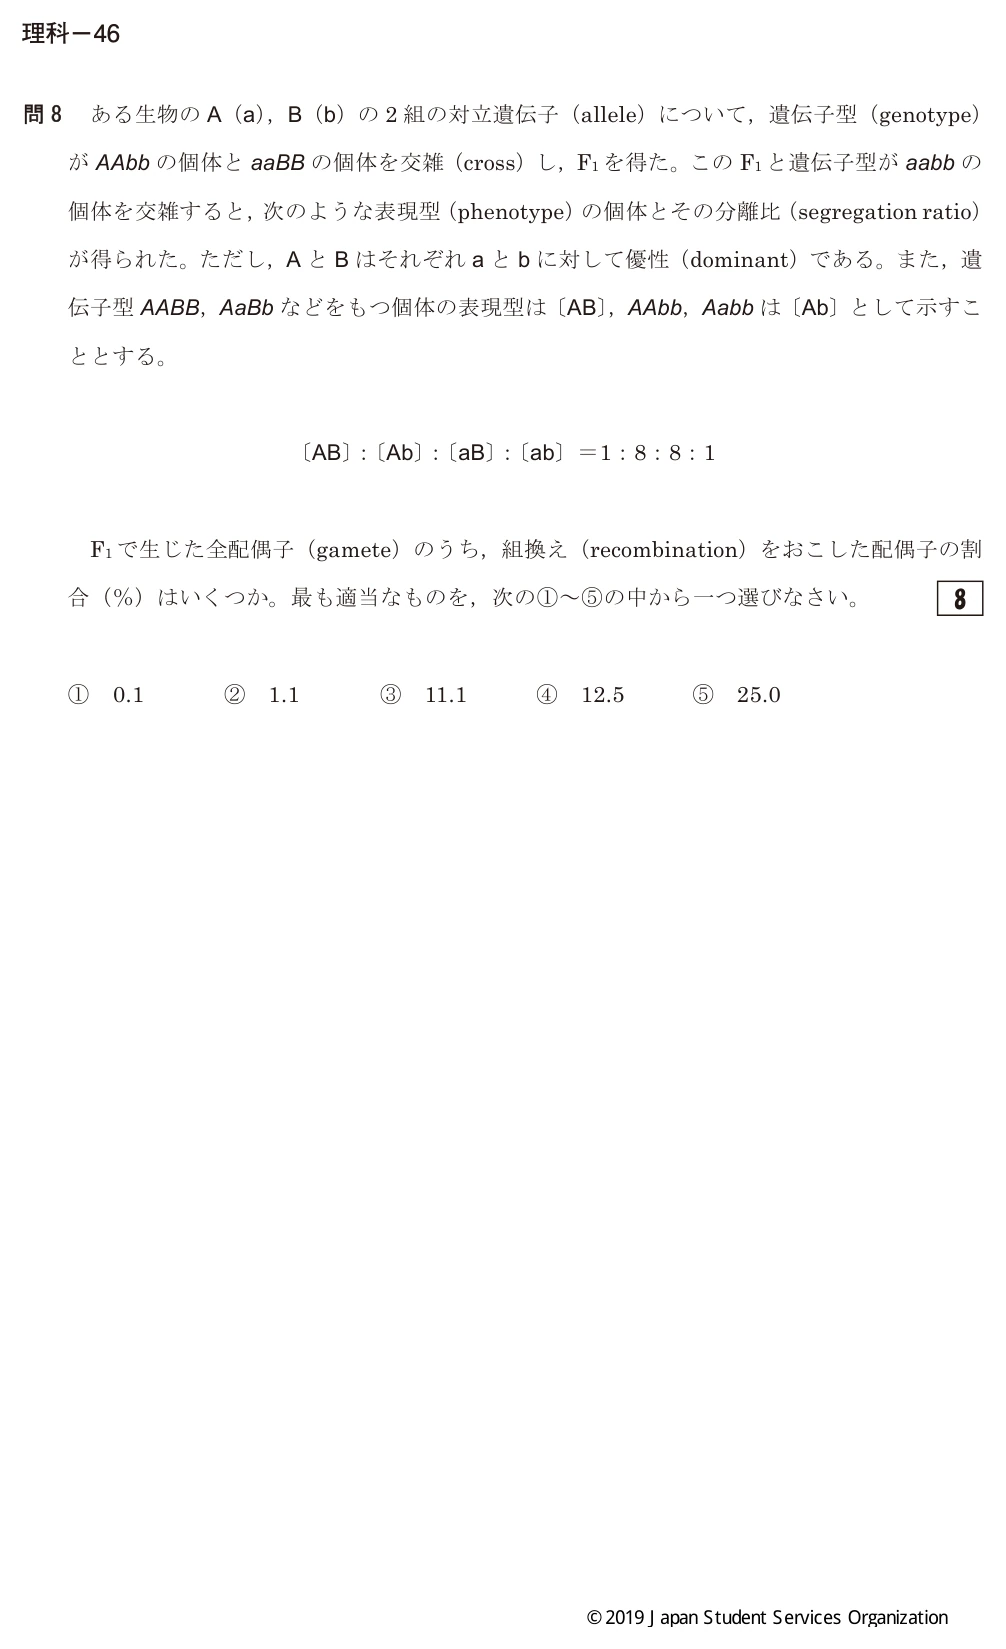 理科－46
問8　ある生物のA（a），B（b）の2組の対立遺伝子（allele）について，遺伝子型（genotype）
が AAbb の個体と aaBB の個体を交雑（cross）し，F₁を得た。この F₁と遺伝子型が aabb の
個体を交雑すると，次のような表現型（phenotype）の個体とその分離比（segregation ratio）
が得られた。ただし，A と B はそれぞれ a と b に対して優性（dominant）である。また，遺
伝子型 AABB，AaBb などをもつ個体の表現型は〔AB〕，AAbb，Aabb は〔Ab〕として示すこ
ととする。
〔AB〕:〔Ab〕:〔aB〕:〔ab〕＝1 : 8 : 8 : 1
F₁で生じた全配偶子（gamete）のうち，組換え（recombination）をおこした配偶子の割
合（％）はいくつか。最も適当なものを，次の①～⑤の中から一つ選びなさい。 8
① 0.1 ② 1.1 ③ 11.1 ④ 12.5 ⑤ 25.0
©2019 Japan Student Services Organization